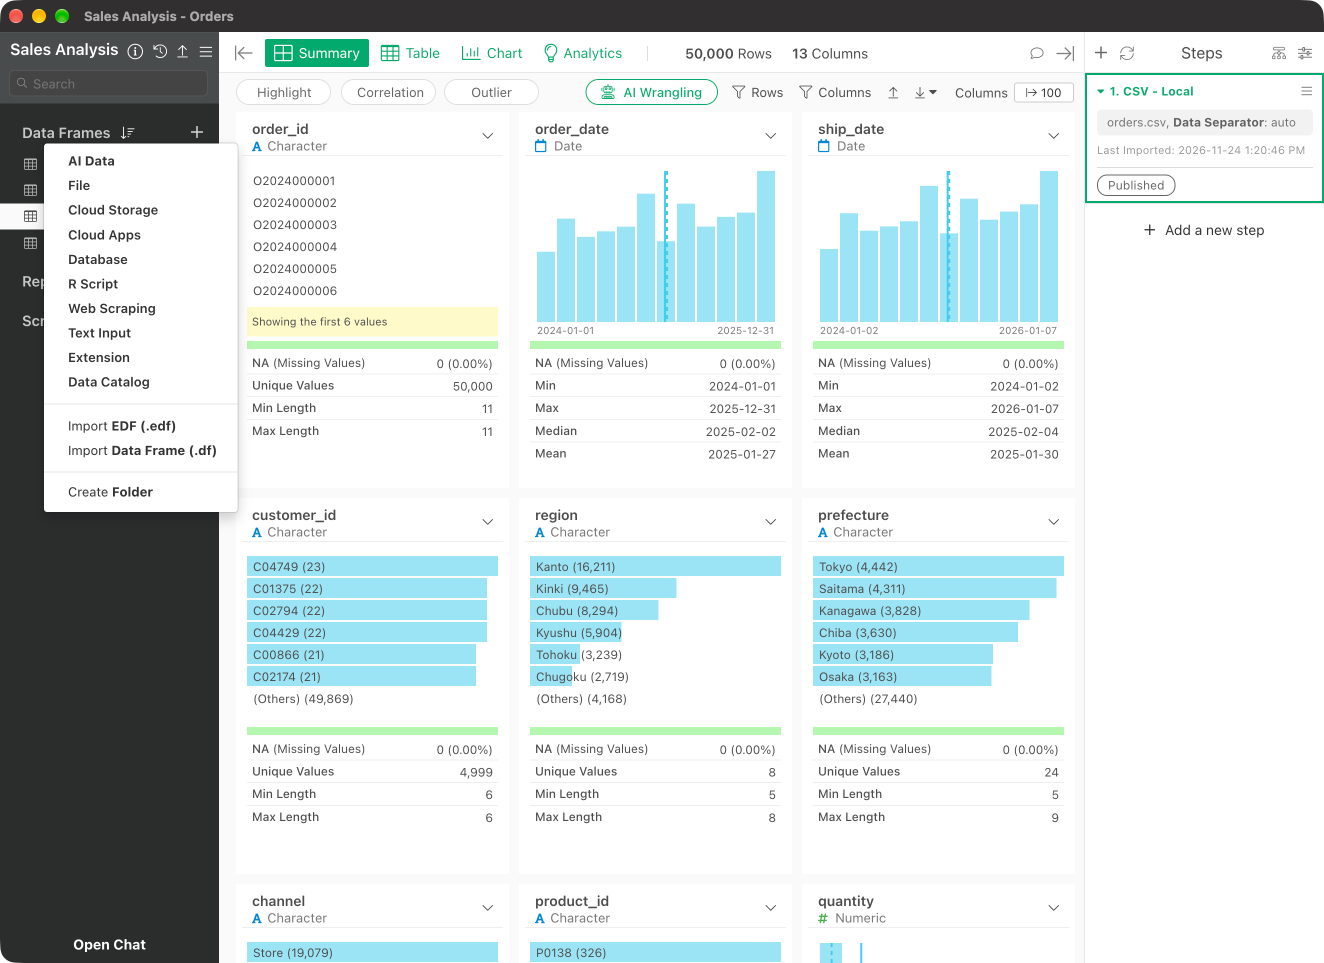 Sales Analysis - Orders
Sales Analysis
Search
Data Frames
AI Data
File
Cloud Storage
Cloud Apps
Database
R Script
Web Scraping
Text Input
Extension
Data Catalog
Import EDF (.edf)
Import Data Frame (.df)
Create Folder
Open Chat
Summary
Table
Chart
Analytics
50,000 Rows
13 Columns
Highlight
Correlation
Outlier
AI Wrangling
Rows
Columns
Columns
100
order_id
Character
O2024000001
O2024000002
O2024000003
O2024000004
O2024000005
O2024000006
Showing the first 6 values
NA (Missing Values) 0 (0.00%)
Unique Values 50,000
Min Length 11
Max Length 11
order_date
Date
2024-01-01 2025-12-31
NA (Missing Values) 0 (0.00%)
Min 2024-01-01
Max 2025-12-31
Median 2025-02-02
Mean 2025-01-27
ship_date
Date
2024-01-02 2026-01-07
NA (Missing Values) 0 (0.00%)
Min 2024-01-02
Max 2026-01-07
Median 2025-02-04
Mean 2025-01-30
customer_id
Character
C04749 (23)
C01375 (22)
C02794 (22)
C04429 (22)
C00866 (21)
C02174 (21)
(Others) (49,869)
NA (Missing Values) 0 (0.00%)
Unique Values 4,999
Min Length 6
Max Length 6
region
Character
Kanto (16,211)
Kinki (9,465)
Chubu (8,294)
Kyushu (5,904)
Tohoku (3,239)
Chugoku (2,719)
(Others) (4,168)
NA (Missing Values) 0 (0.00%)
Unique Values 8
Min Length 5
Max Length 8
prefecture
Character
Tokyo (4,442)
Saitama (4,311)
Kanagawa (3,828)
Chiba (3,630)
Kyoto (3,186)
Osaka (3,163)
(Others) (27,440)
NA (Missing Values) 0 (0.00%)
Unique Values 24
Min Length 5
Max Length 9
channel
Character
Store (19,079)
product_id
Character
P0138 (326)
quantity
# Numeric
Steps
1. CSV - Local
orders.csv, Data Separator: auto
Last Imported: 2026-11-24 1:20:46 PM
Published
Add a new step